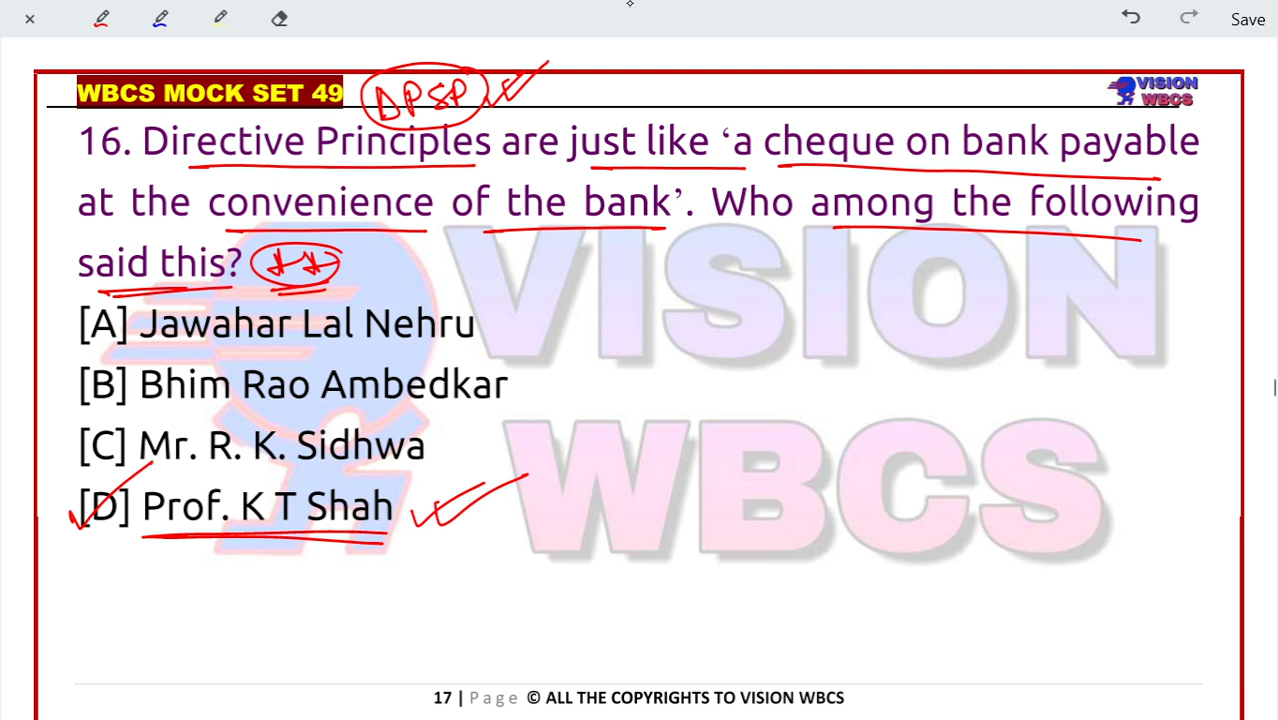 Save
WBCS MOCK SET 49
DPSP
VISION
WBCS
16. Directive Principles are just like ‘a cheque on bank payable
at the convenience of the bank’. Who among the following
said this?
[A] Jawahar Lal Nehru
[B] Bhim Rao Ambedkar
[C] Mr. R. K. Sidhwa
[D] Prof. K T Shah
VISION
WBCS
17 | Page © ALL THE COPYRIGHTS TO VISION WBCS